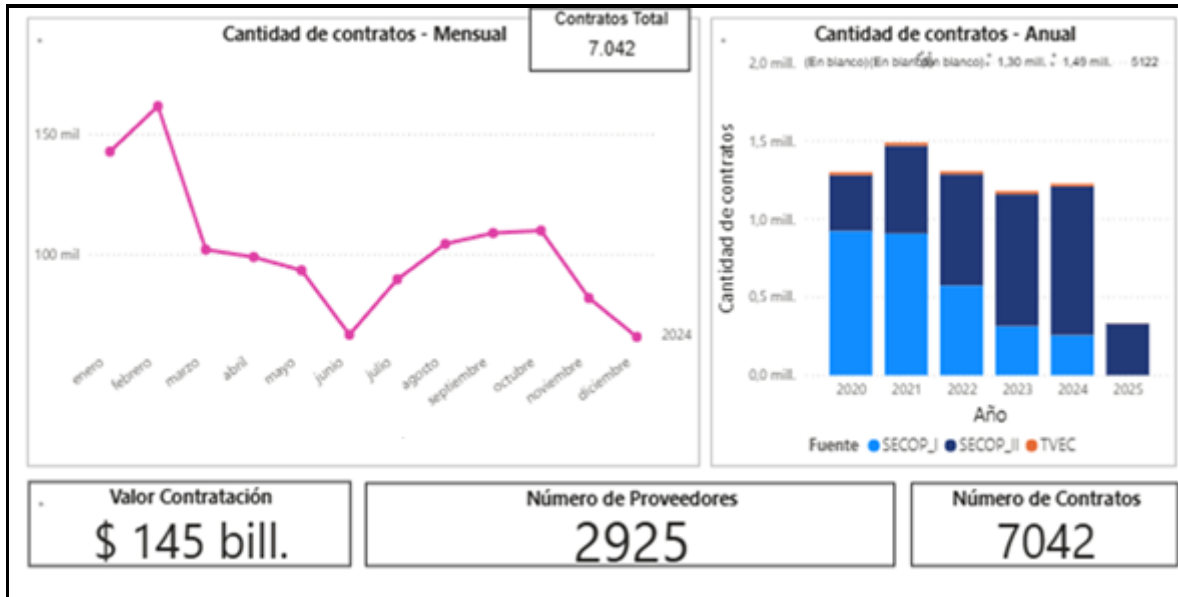 Cantidad de contratos - Mensual
Contratos Total
7.042
150 mil
100 mil
2024
enero
febrero
marzo
abril
mayo
junio
julio
agosto
septiembre
octubre
noviembre
diciembre
Cantidad de contratos - Anual
2,0 mill.
(En blanco)
1,30 mill.
1,49 mill.
5122
1,5 mill.
1,0 mill.
0,5 mill.
0,0 mill.
Cantidad de contratos
2020 2021 2022 2023 2024 2025
Año
Fuente SECOP_I SECOP_II TVEC
Valor Contratación
$ 145 bill.
Número de Proveedores
2925
Número de Contratos
7042